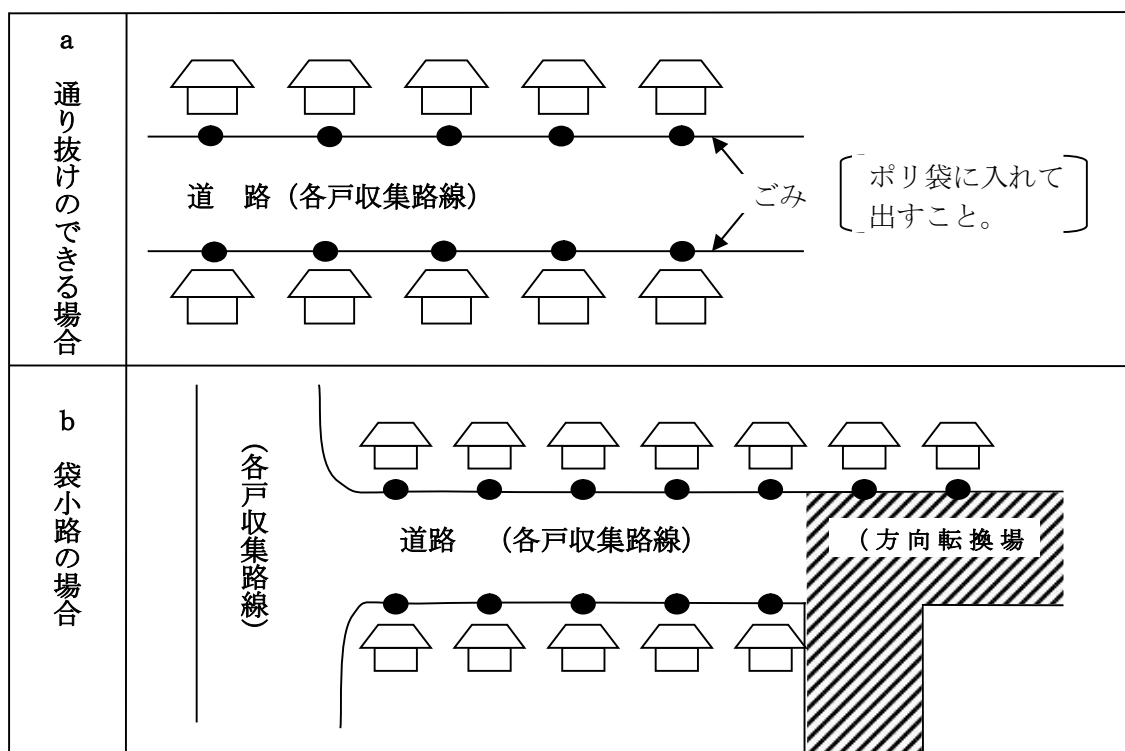 a 通り抜けのできる場合
道　路（各戸収集路線）
ごみ
ポリ袋に入れて
出すこと。
b 袋小路の場合
（各戸収集路線）
道路　（各戸収集路線）
（方向転換場